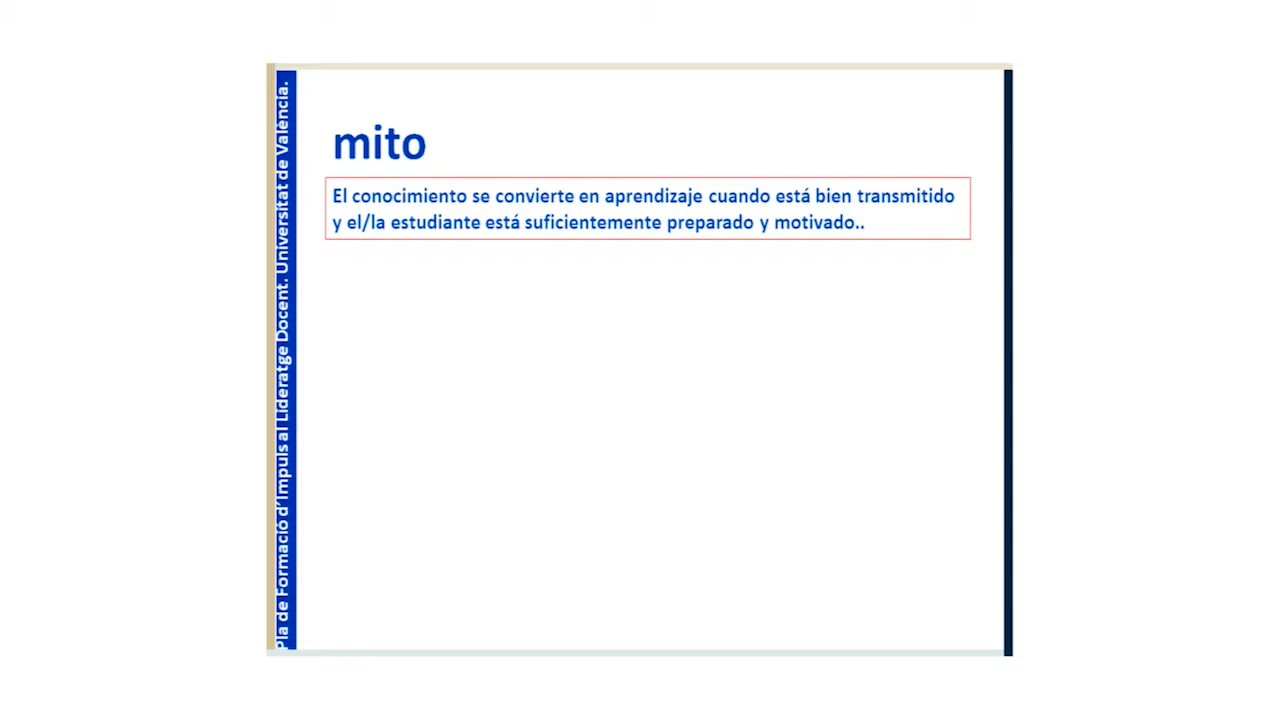 mito
El conocimiento se convierte en aprendizaje cuando está bien transmitido
y el/la estudiante está suficientemente preparado y motivado..
Pla de Formació d'Impuls al Lideratge Docent. Universitat de València.